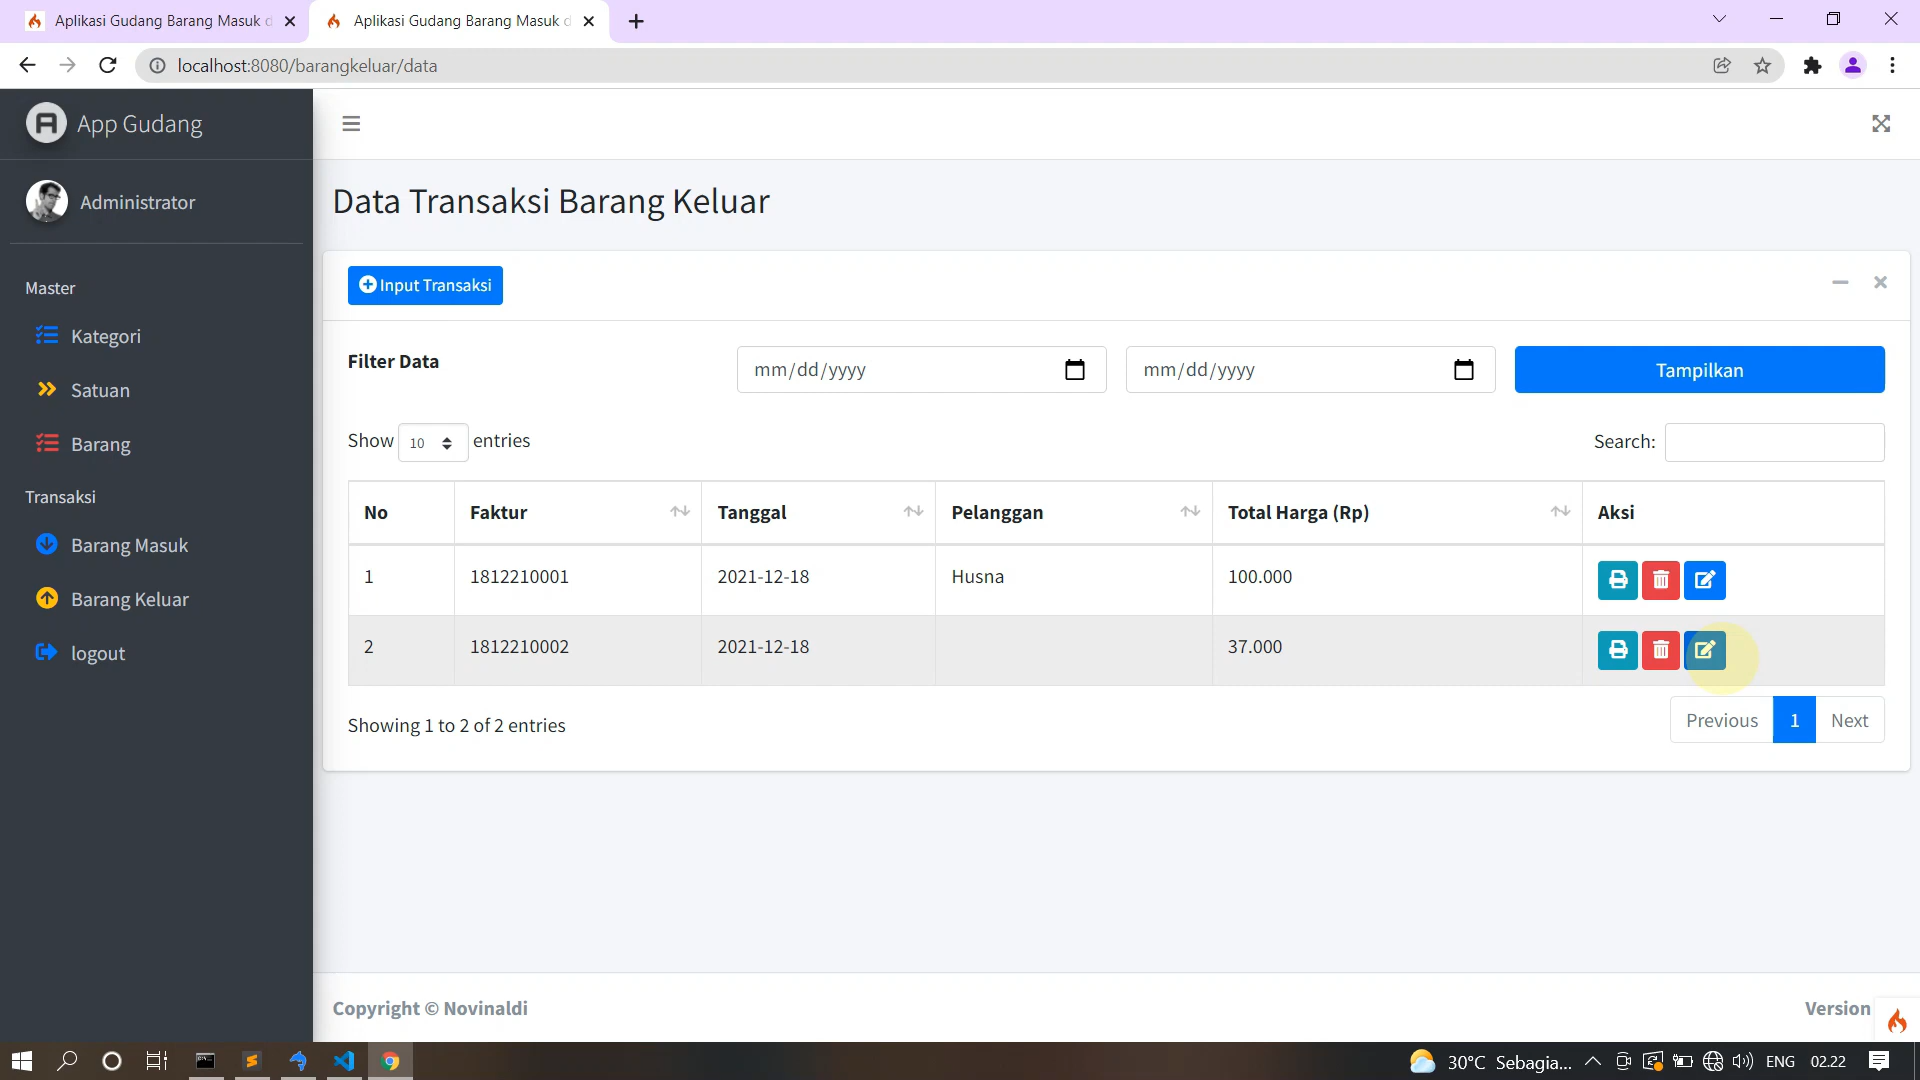 Aplikasi Gudang Barang Masuk d
Aplikasi Gudang Barang Masuk d
localhost:8080/barangkeluar/data
App Gudang
Administrator
Master
Kategori
Satuan
Barang
Transaksi
Barang Masuk
Barang Keluar
logout
Data Transaksi Barang Keluar
Input Transaksi
Filter Data
mm/dd/yyyy
mm/dd/yyyy
Tampilkan
Show 10 entries
Search:
No Faktur Tanggal Pelanggan Total Harga (Rp) Aksi
1 1812210001 2021-12-18 Husna 100.000
2 1812210002 2021-12-18 37.000
Showing 1 to 2 of 2 entries
Previous 1 Next
Copyright © Novinaldi
Version
30°C Sebagia...
ENG
02.22